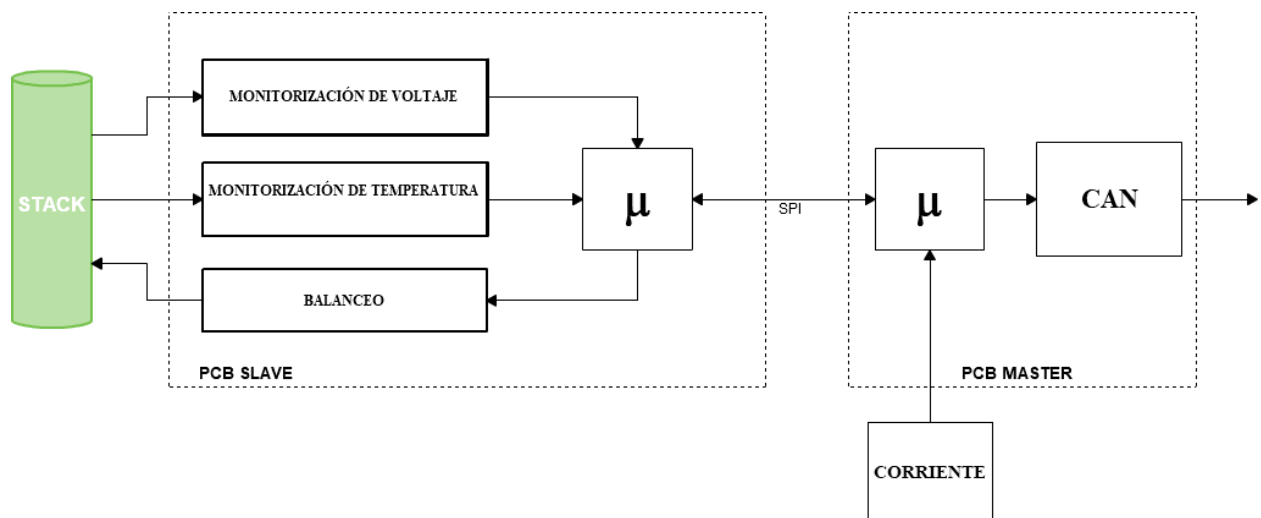 MONITORIZACIÓN DE VOLTAJE
STACK
MONITORIZACIÓN DE TEMPERATURA
μ
SPI
μ
CAN
BALANCEO
PCB SLAVE
PCB MASTER
CORRIENTE